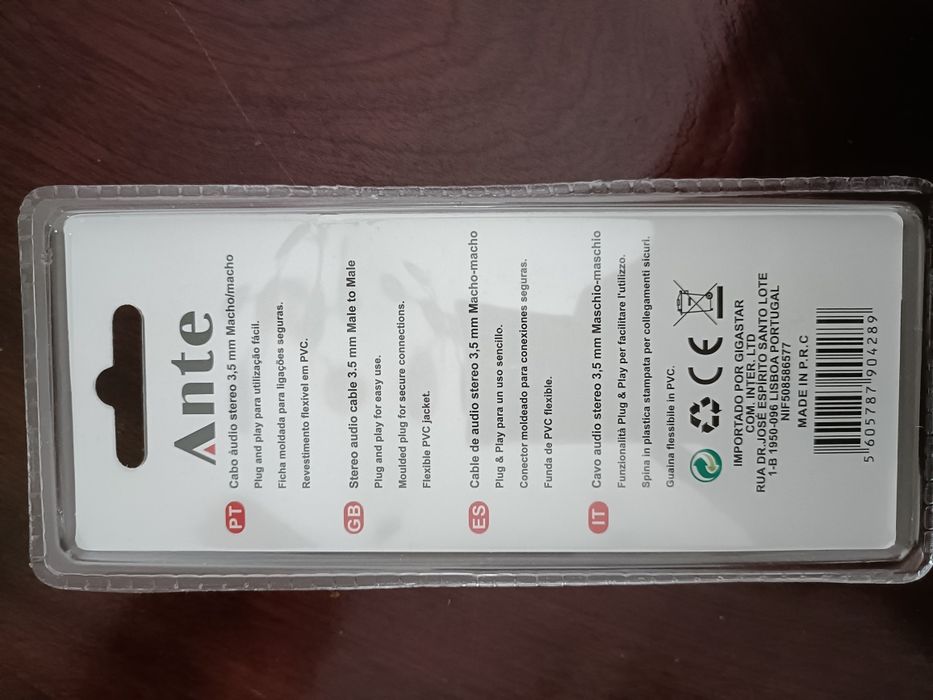 Ante
PT
Cabo àudio stereo 3,5 mm Macho/macho
Plug and play para utilização fácil.
Ficha moldada para ligações seguras.
Revestimento flexível em PVC.
GB
Stereo audio cable 3.5 mm Male to Male
Plug and play for easy use.
Moulded plug for secure connections.
Flexible PVC jacket.
ES
Cable de audio stereo 3,5 mm Macho-macho
Plug & Play para un uso sencillo.
Conector moldeado para conexiones seguras.
Funda de PVC flexible.
IT
Cavo audio stereo 3,5 mm Maschio-maschio
Funzionalità Plug & Play per facilitare l'utilizzo.
Spina in plastica stampata per collegamenti sicuri.
Guaina flessibile in PVC.
CE
IMPORTADO POR GIGASTAR
COM. INTER. LTD
RUA DR.JOSÉ ESPÍRITO SANTO LOTE
1-B 1950-096 LISBOA PORTUGAL
NIF508586577
MADE IN P.R.C
5 605787 904289